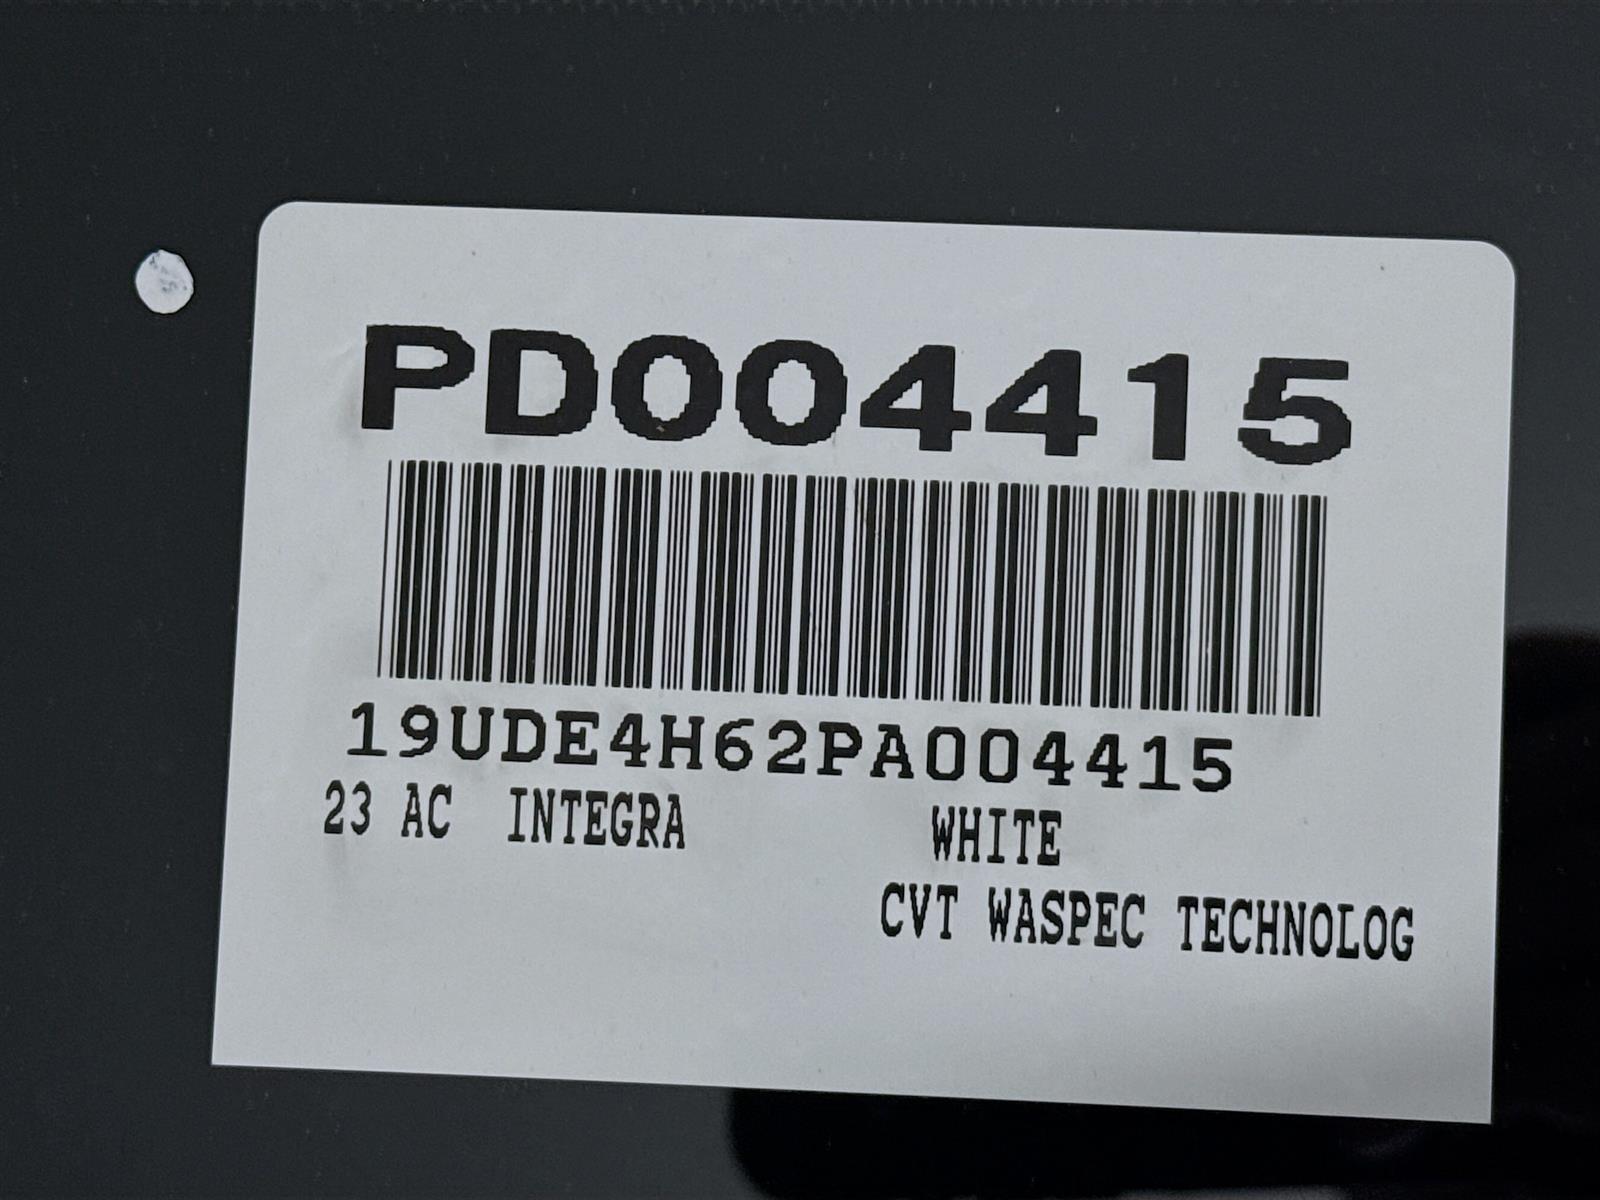 PD004415
19UDE4H62PA004415
23 AC INTEGRA WHITE
CVT WASPEC TECHNOLOG